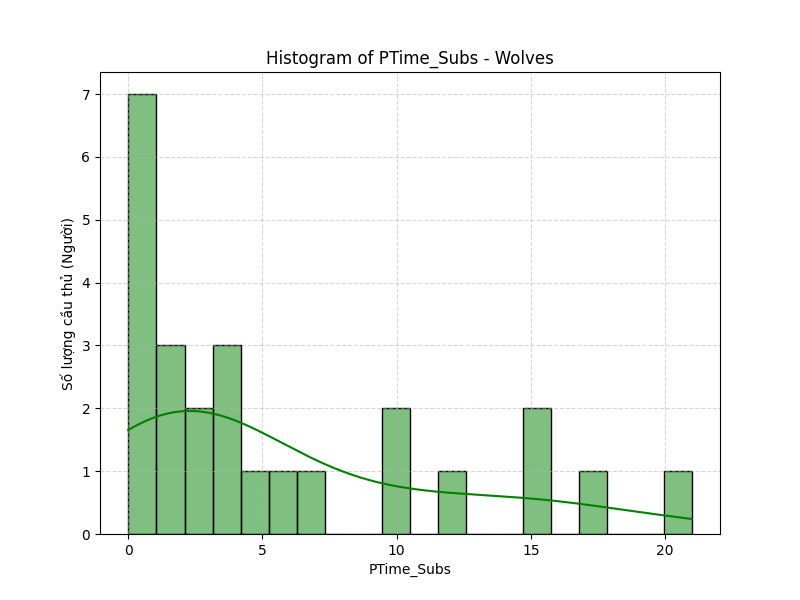 Histogram of PTime_Subs - Wolves
7
6
5
4
3
2
1
0
Số lượng cầu thủ (Người)
0 5 10 15 20
PTime_Subs